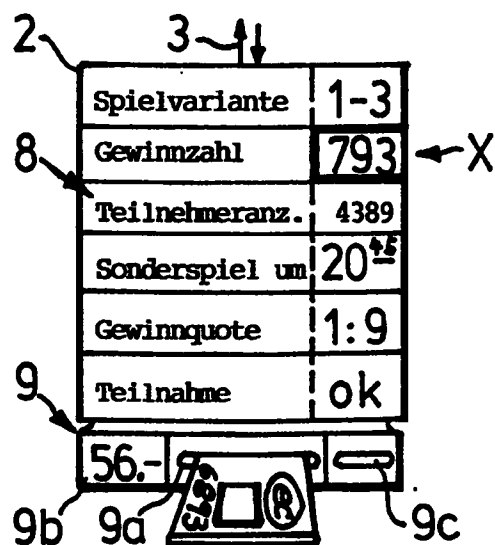 2 3
Spielvariante 1-3
8 Gewinnzahl 793 X
Teilnehmeranz. 4389
Sonderspiel um 20 45
Gewinnquote 1:9
Teilnahme ok
9
56.-
9b 9a 9c